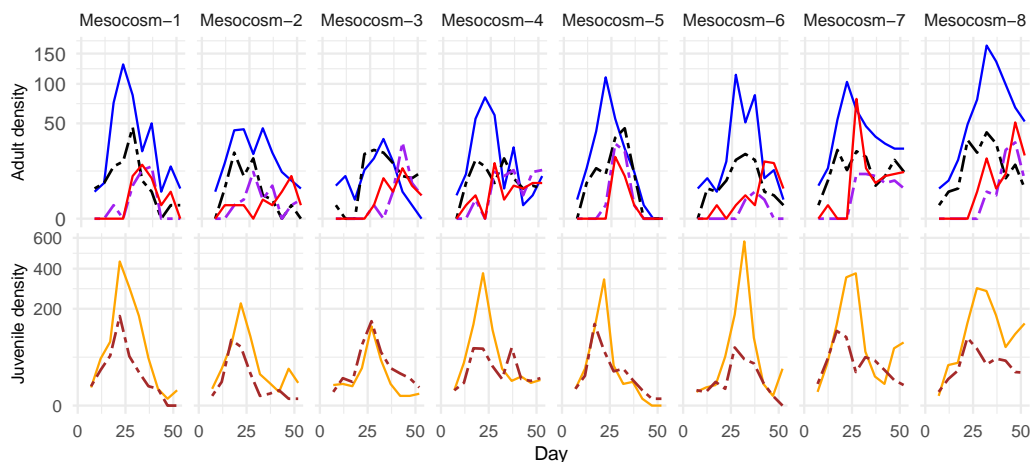 Mesocosm−1 Mesocosm−2 Mesocosm−3 Mesocosm−4 Mesocosm−5 Mesocosm−6 Mesocosm−7 Mesocosm−8
Adult density
150
100
50
0
Juvenile density
600
400
200
0
0 25 50 0 25 50 0 25 50 0 25 50 0 25 50 0 25 50 0 25 50 0 25 50
Day